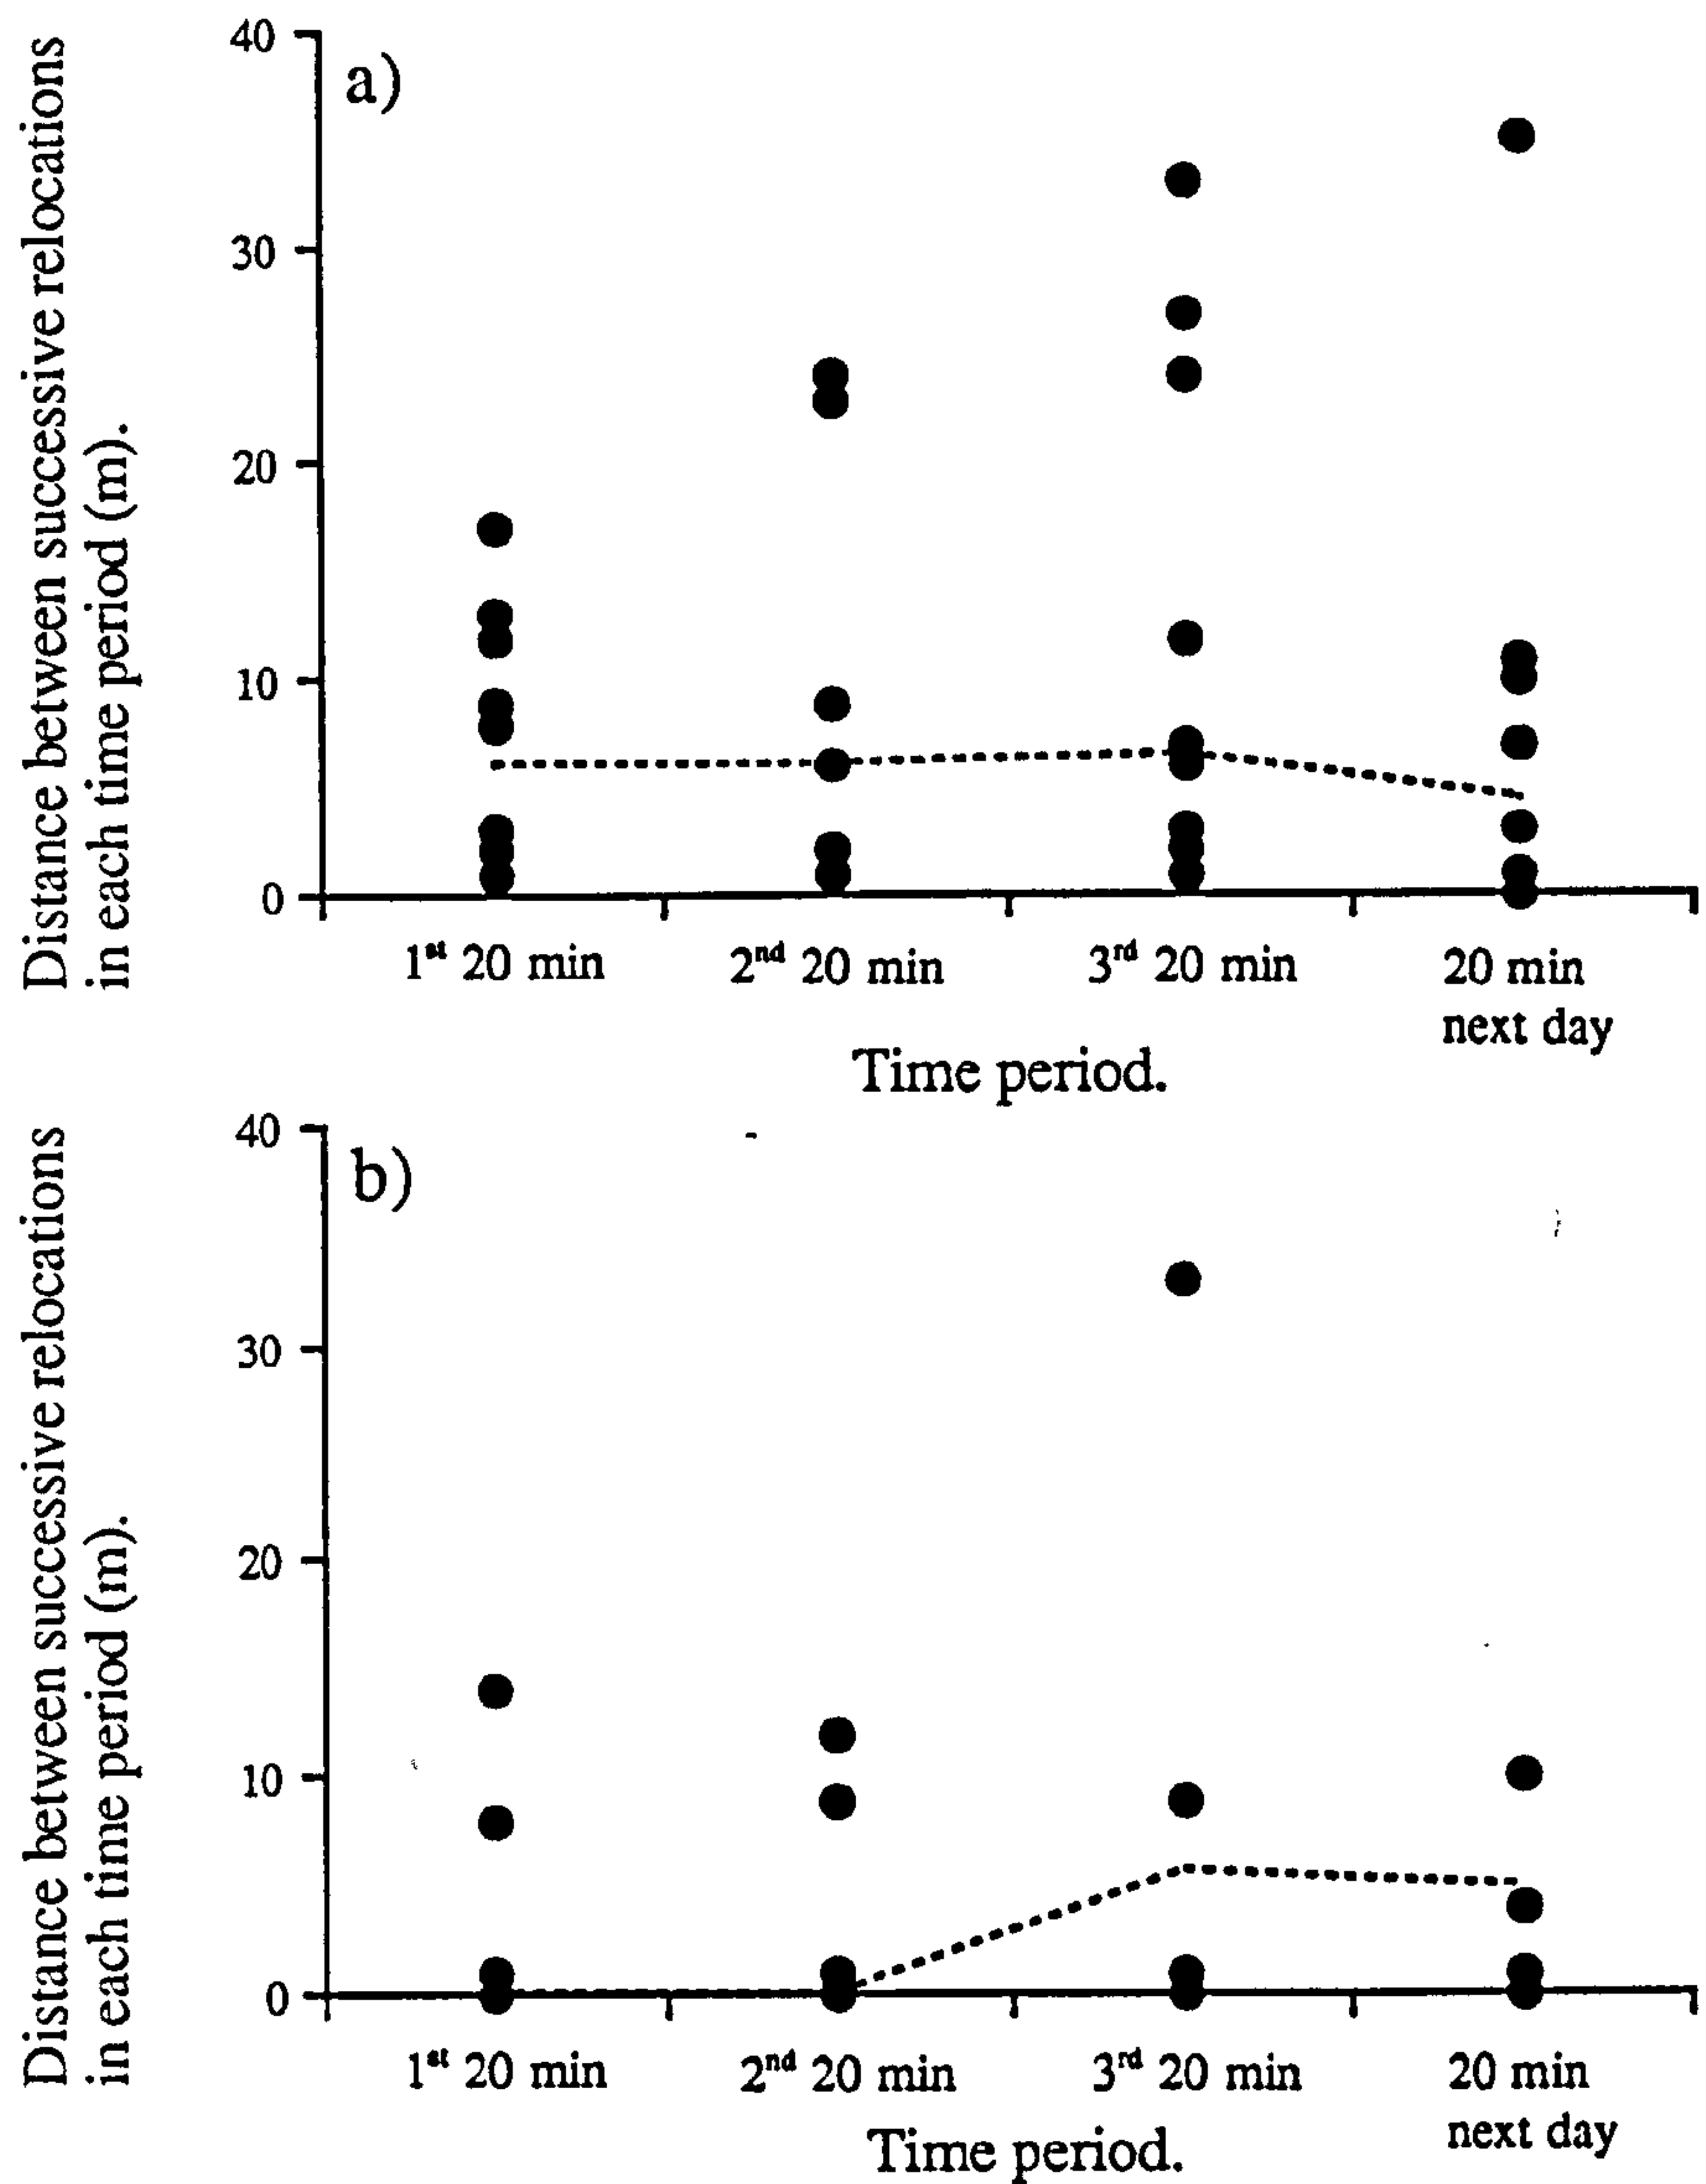 Distance between successive relocations
in each time period (m).
40
30
20
10
0
a)
1st 20 min
2nd 20 min
3rd 20 min
20 min
next day
Time period.
Distance between successive relocations
in each time period (m).
40
30
20
10
0
b)
1st 20 min
2nd 20 min
3rd 20 min
20 min
next day
Time period.